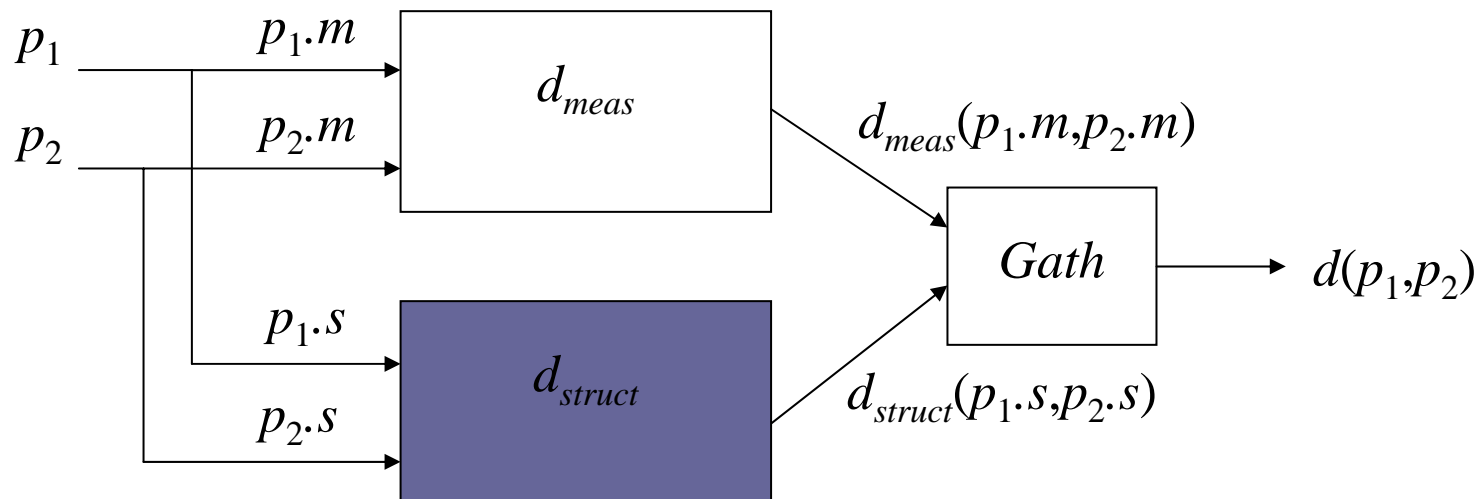 p₁
p₁.m
p₂
p₂.m
d_meas
d_meas(p₁.m,p₂.m)
Gath
d(p₁,p₂)
p₁.s
p₂.s
d_struct
d_struct(p₁.s,p₂.s)